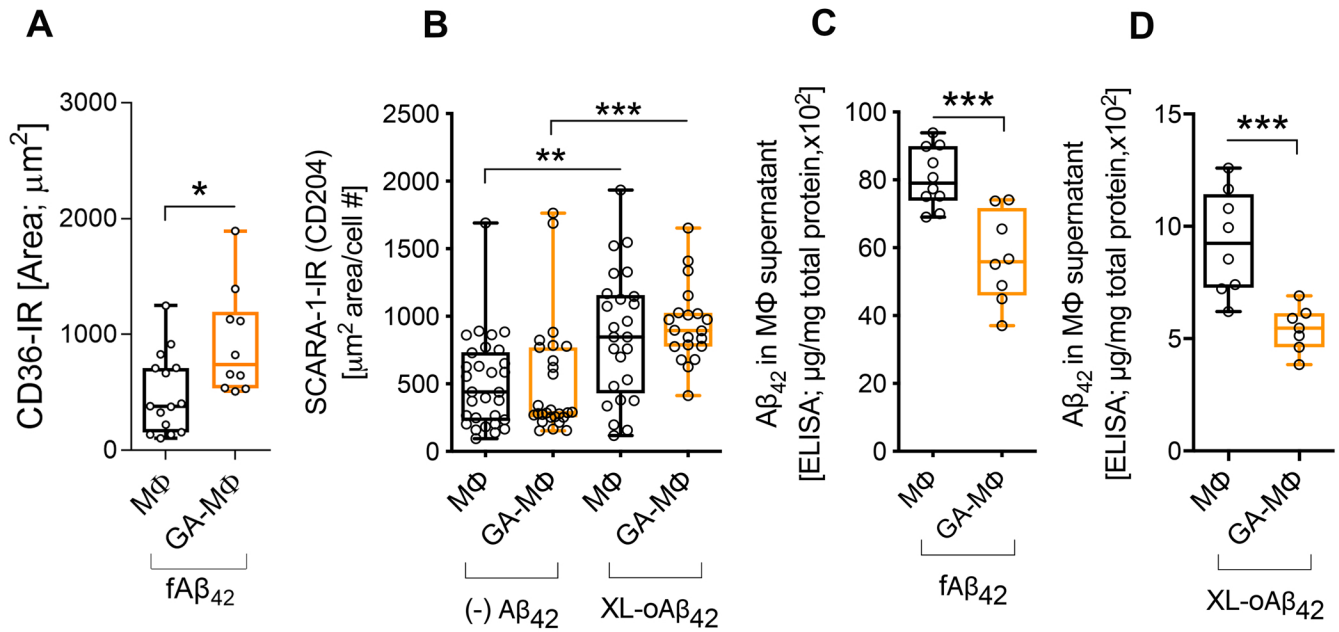 A
CD36-IR [Area; μm²]
3000
2000
1000
0
*
MΦ
GA-MΦ
fAβ42
B
SCARA-1-IR (CD204)
[μm² area/cell #]
2500
2000
1500
1000
500
0
***
**
MΦ
GA-MΦ
MΦ
GA-MΦ
(-) Aβ42
XL-oAβ42
C
Aβ42 in MΦ supernatant
[ELISA; µg/mg total protein,x10²]
100
80
60
40
20
0
***
MΦ
GA-MΦ
fAβ42
D
Aβ42 in MΦ supernatant
[ELISA; µg/mg total protein,x10²]
15
10
5
0
***
MΦ
GA-MΦ
XL-oAβ42